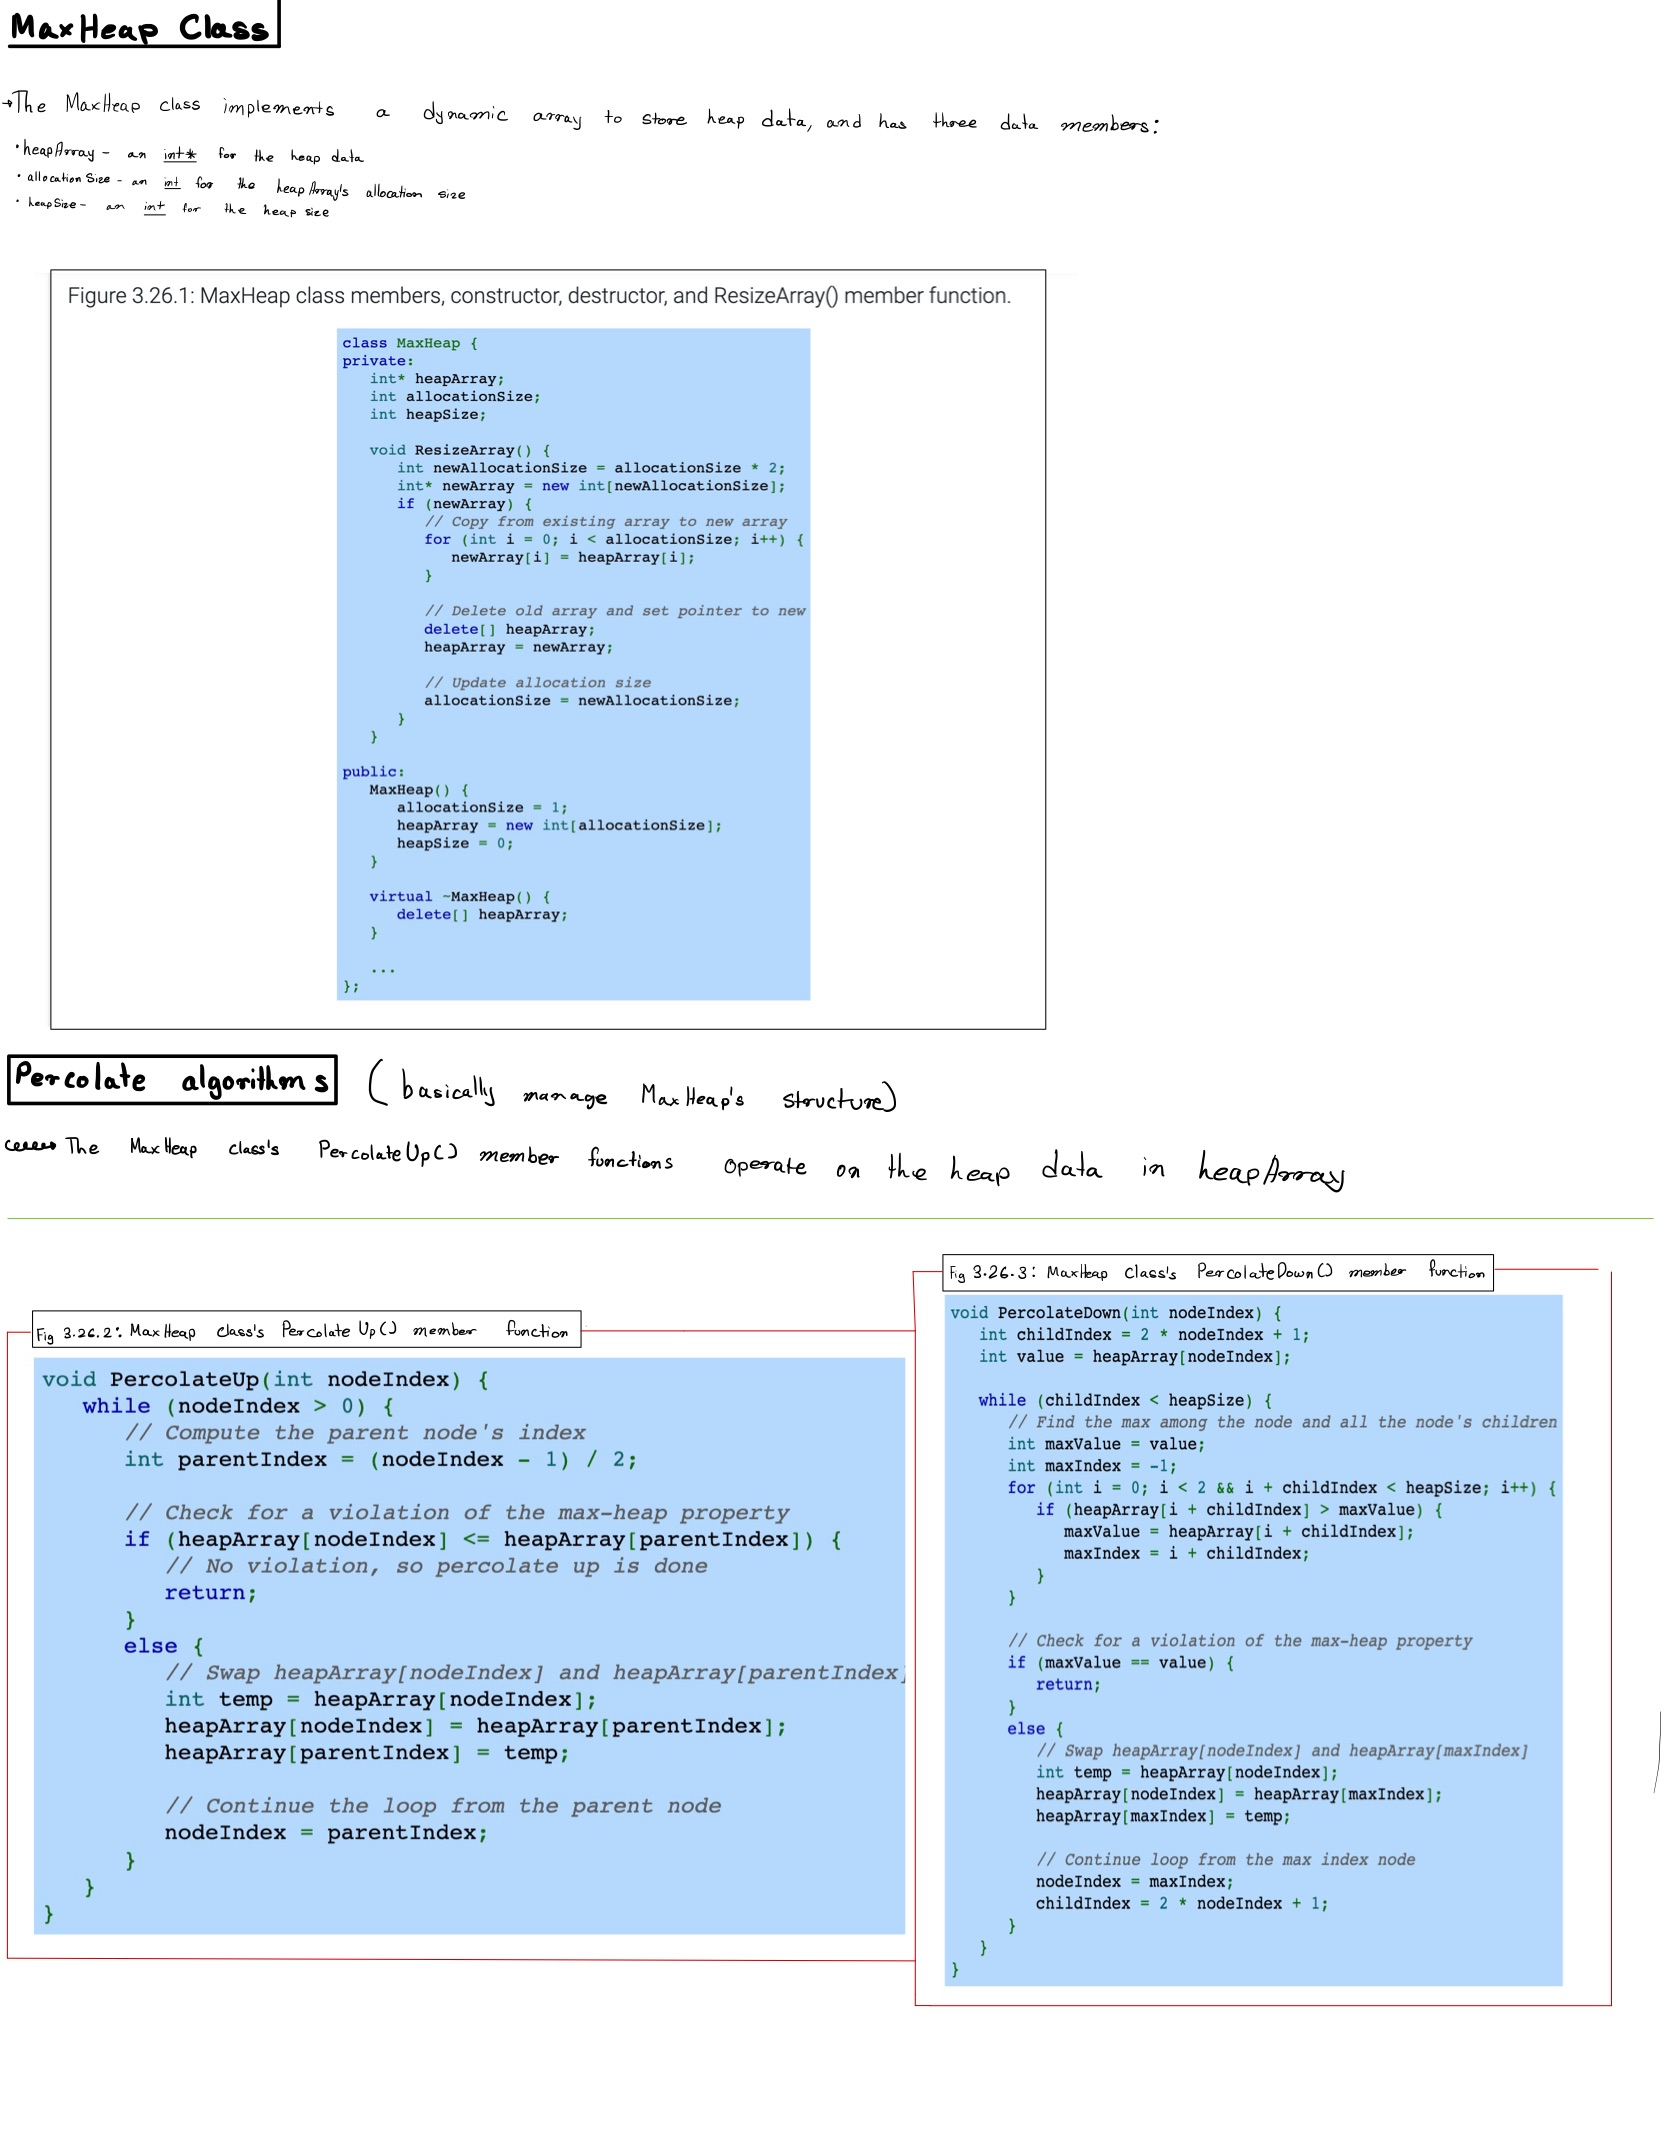 MaxHeap Class
The MaxHeap class implements a dynamic array to store heap data, and has three data members:
• heapArray - an int* for the heap data
• allocationSize - an int for the heapArray's allocation size
• heapSize - an int for the heap size
Figure 3.26.1: MaxHeap class members, constructor, destructor, and ResizeArray() member function.
class MaxHeap {
private:
   int* heapArray;
   int allocationSize;
   int heapSize;
   void ResizeArray() {
      int newAllocationSize = allocationSize * 2;
      int* newArray = new int[newAllocationSize];
      if (newArray) {
         // Copy from existing array to new array
         for (int i = 0; i < allocationSize; i++) {
            newArray[i] = heapArray[i];
         }
         // Delete old array and set pointer to new
         delete[] heapArray;
         heapArray = newArray;
         // Update allocation size
         allocationSize = newAllocationSize;
      }
   }
public:
   MaxHeap() {
      allocationSize = 1;
      heapArray = new int[allocationSize];
      heapSize = 0;
   }
   virtual ~MaxHeap() {
      delete[] heapArray;
   }
   ...
};
Percolate algorithms (basically manage MaxHeap's structure)
The MaxHeap class's PercolateUp() member functions operate on the heap data in heapArray
Fig 3.26.2: MaxHeap class's PercolateUp() member function
void PercolateUp(int nodeIndex) {
   while (nodeIndex > 0) {
      // Compute the parent node's index
      int parentIndex = (nodeIndex - 1) / 2;
      // Check for a violation of the max-heap property
      if (heapArray[nodeIndex] <= heapArray[parentIndex]) {
         // No violation, so percolate up is done
         return;
      }
      else {
         // Swap heapArray[nodeIndex] and heapArray[parentIndex]
         int temp = heapArray[nodeIndex];
         heapArray[nodeIndex] = heapArray[parentIndex];
         heapArray[parentIndex] = temp;
         // Continue the loop from the parent node
         nodeIndex = parentIndex;
      }
   }
}
Fig 3.26.3: MaxHeap Class's PercolateDown() member function
void PercolateDown(int nodeIndex) {
   int childIndex = 2 * nodeIndex + 1;
   int value = heapArray[nodeIndex];
   while (childIndex < heapSize) {
      // Find the max among the node and all the node's children
      int maxValue = value;
      int maxIndex = -1;
      for (int i = 0; i < 2 && i + childIndex < heapSize; i++) {
         if (heapArray[i + childIndex] > maxValue) {
            maxValue = heapArray[i + childIndex];
            maxIndex = i + childIndex;
         }
      }
      // Check for a violation of the max-heap property
      if (maxValue == value) {
         return;
      }
      else {
         // Swap heapArray[nodeIndex] and heapArray[maxIndex]
         int temp = heapArray[nodeIndex];
         heapArray[nodeIndex] = heapArray[maxIndex];
         heapArray[maxIndex] = temp;
         // Continue loop from the max index node
         nodeIndex = maxIndex;
         childIndex = 2 * nodeIndex + 1;
      }
   }
}